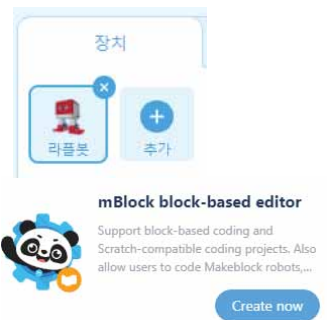 장치
라플봇
추가
mBlock block-based editor
Support block-based coding and
Scratch-compatible coding projects. Also
allow users to code Makeblock robots,...
Create now